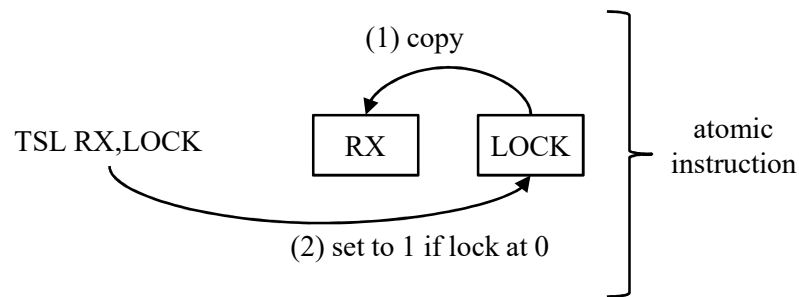 (1) copy
TSL RX,LOCK
RX
LOCK
atomic
instruction
(2) set to 1 if lock at 0